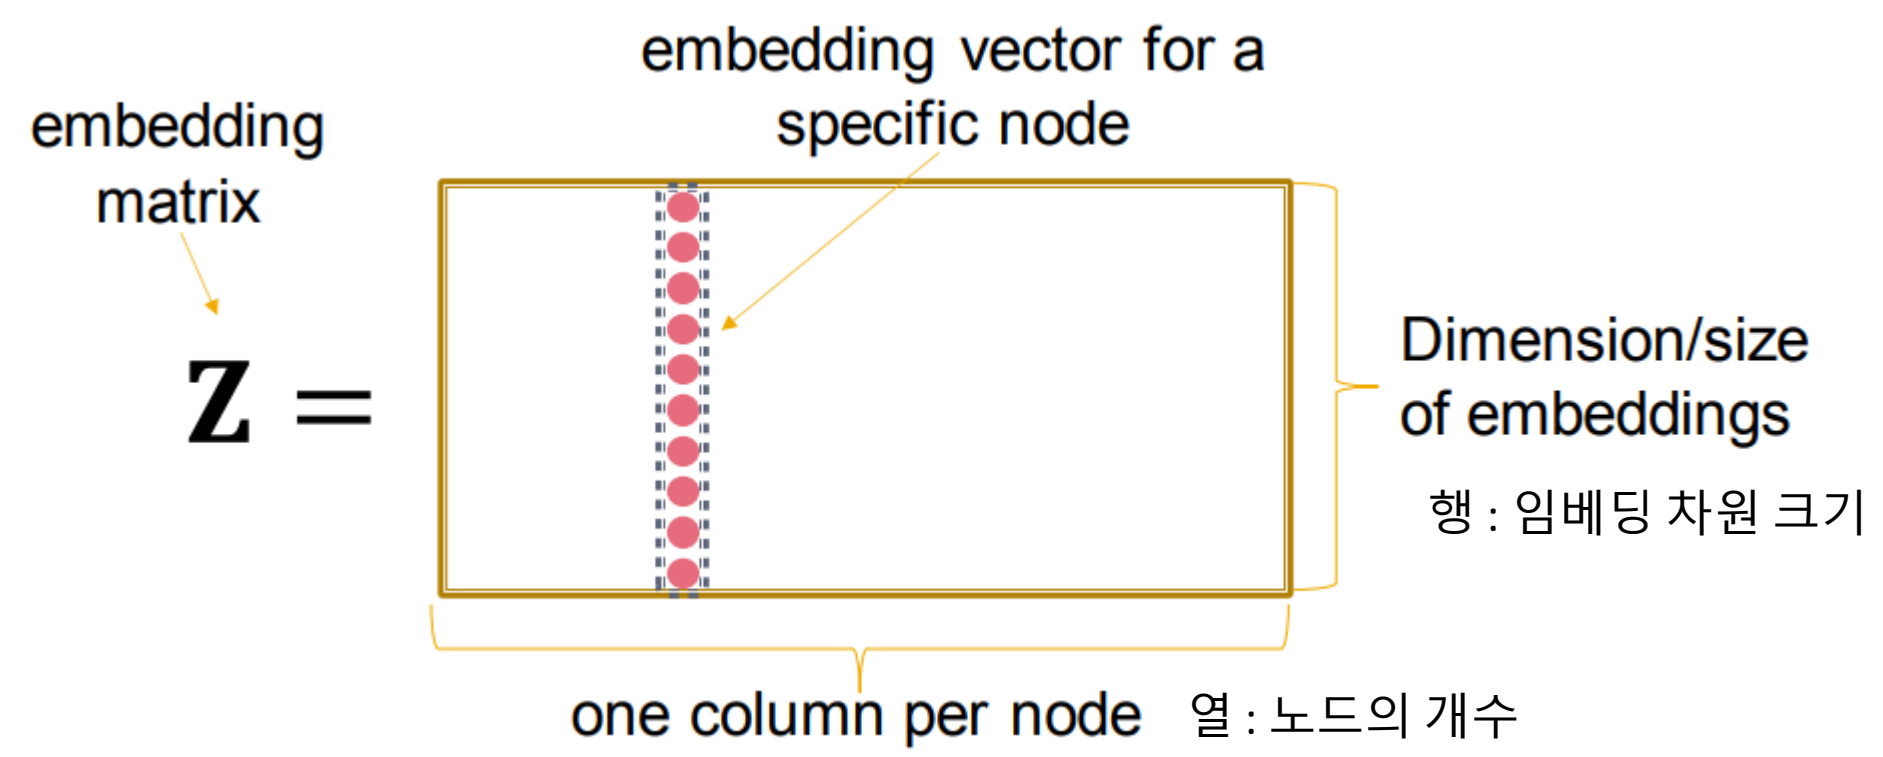 embedding vector for a
specific node
embedding
matrix
Z =
Dimension/size
of embeddings
행 : 임베딩 차원 크기
one column per node
열 : 노드의 개수